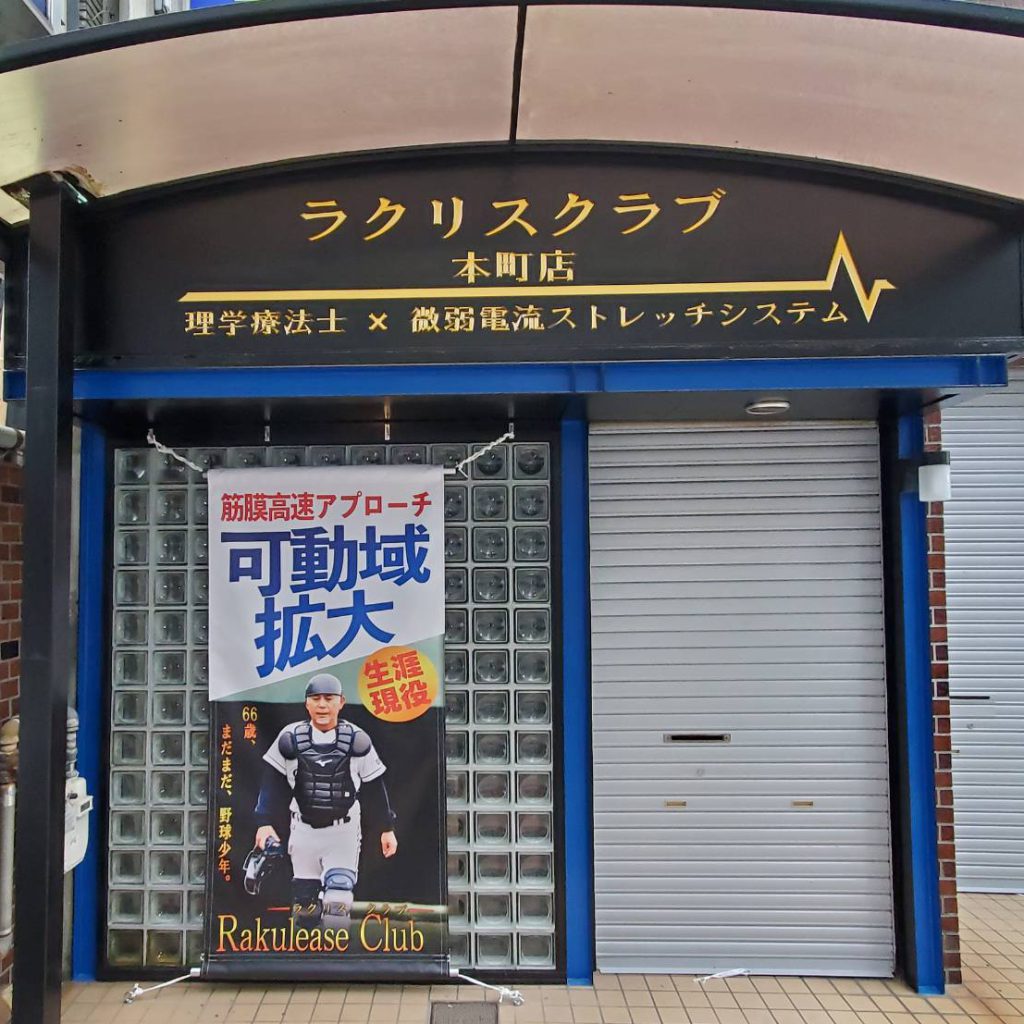 ラクリスクラブ
本町店
理学療法士 × 微弱電流ストレッチシステム
筋膜高速アプローチ
可動域
拡大
生涯
現役
66歳、
まだまだ、野球少年。
ラクリス クラブ
Rakulease Club